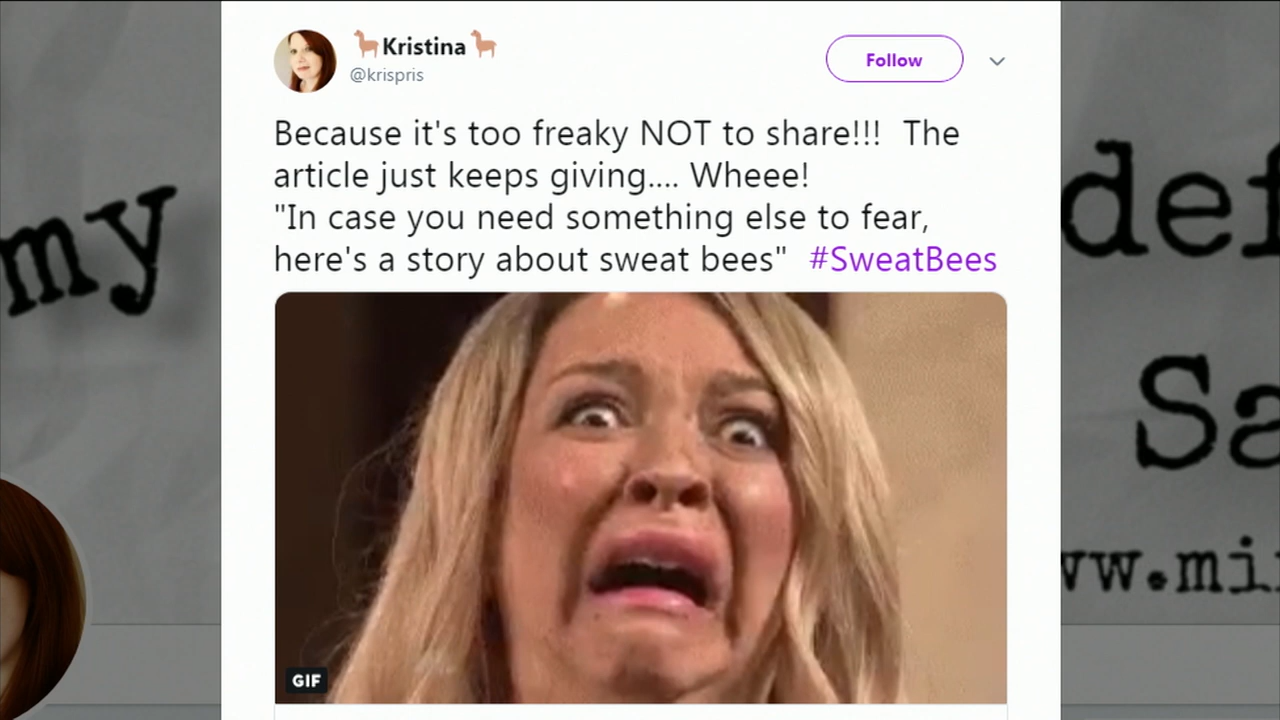 Kristina
@krispris
Follow
Because it's too freaky NOT to share!!! The
article just keeps giving.... Wheee!
"In case you need something else to fear,
here's a story about sweat bees" #SweatBees
GIF
my
def
Sa
ww.mi